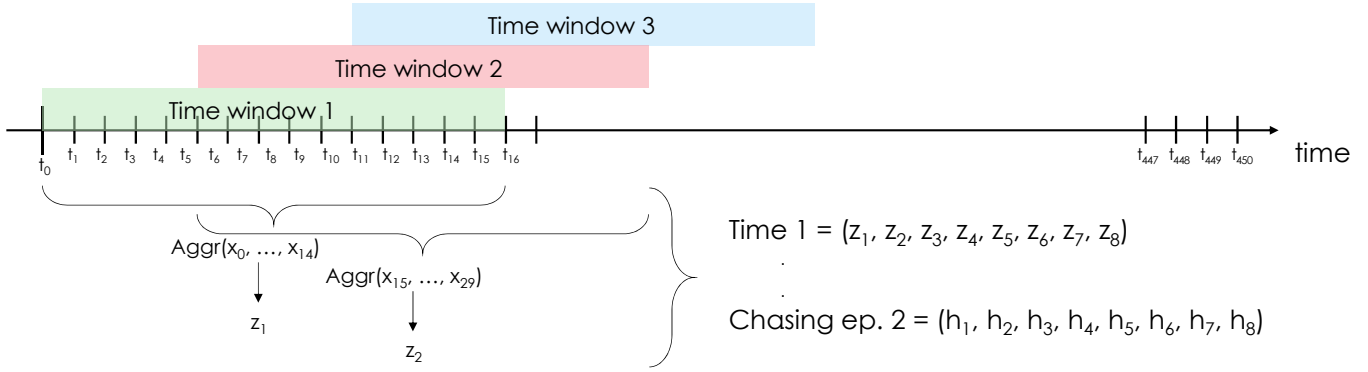 Time window 3
Time window 2
Time window 1
t₀ t₁ t₂ t₃ t₄ t₅ t₆ t₇ t₈ t₉ t₁₀ t₁₁ t₁₂ t₁₃ t₁₄ t₁₅ t₁₆ t₄₄₇ t₄₄₈ t₄₄₉ t₄₅₀ time
Aggr(x₀, …, x₁₄)
z₁
Aggr(x₁₅, …, x₂₉)
z₂
Time 1 = (z₁, z₂, z₃, z₄, z₅, z₆, z₇, z₈)
.
.
Chasing ep. 2 = (h₁, h₂, h₃, h₄, h₅, h₆, h₇, h₈)